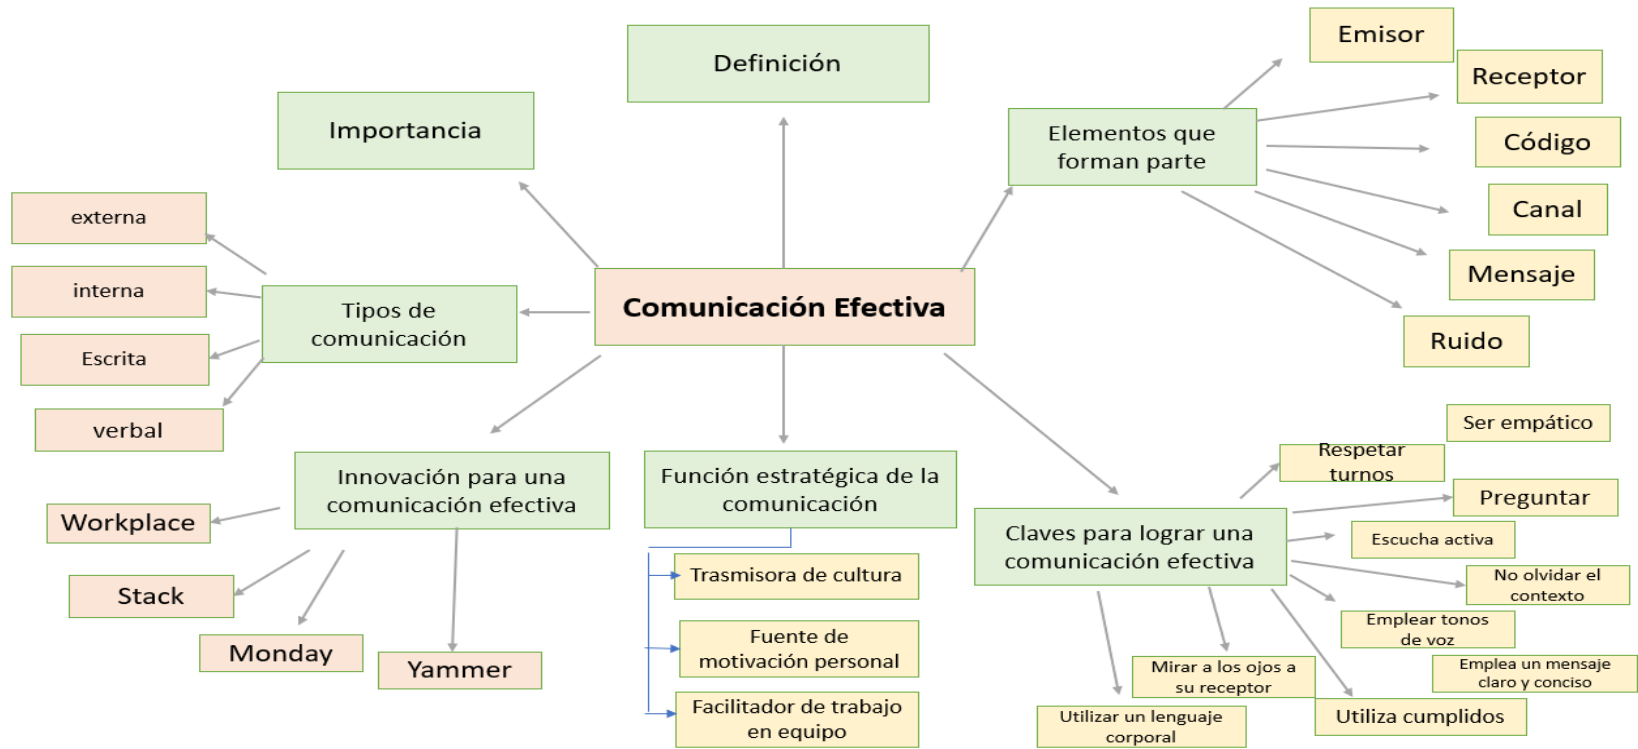 Definición
Importancia
Elementos que
forman parte
Emisor
Receptor
Código
Canal
Mensaje
Ruido
externa
interna
Escrita
verbal
Tipos de
comunicación
Comunicación Efectiva
Innovación para una
comunicación efectiva
Workplace
Stack
Monday
Yammer
Función estratégica de la
comunicación
Trasmisora de cultura
Fuente de
motivación personal
Facilitador de trabajo
en equipo
Claves para lograr una
comunicación efectiva
Ser empático
Respetar
turnos
Preguntar
Escucha activa
No olvidar el
contexto
Emplear tonos
de voz
Emplea un mensaje
claro y conciso
Mirar a los ojos a
su receptor
Utiliza cumplidos
Utilizar un lenguaje
corporal